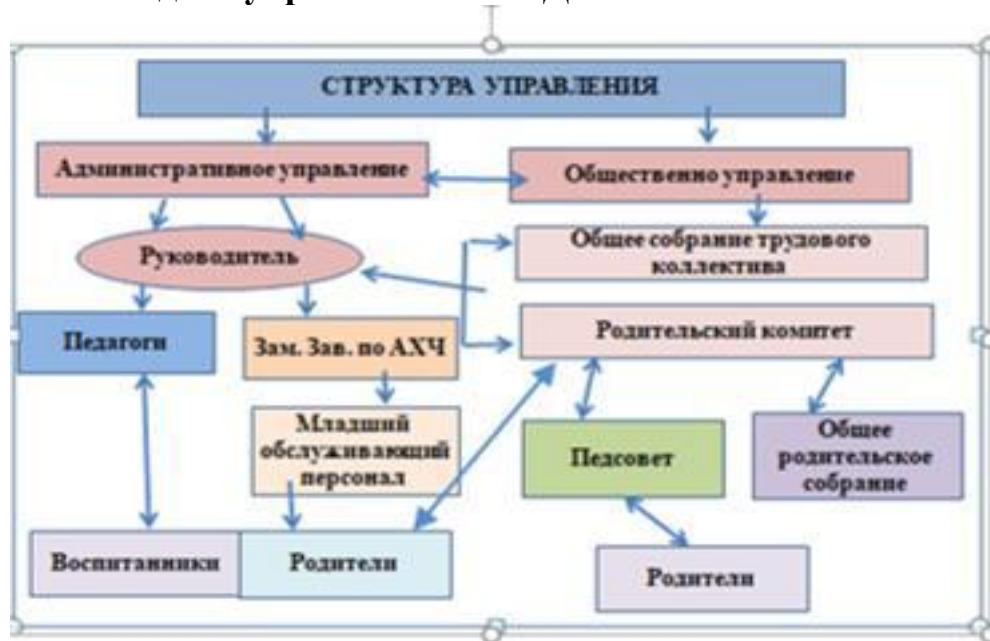 СТРУКТУРА УПРАВЛЕНИЯ
Административное управление
Общественно управление
Руководитель
Общее собрание трудового
коллектива
Педагоги
Зам. Зав. по АХЧ
Родительский комитет
Младший
обслуживающий
персонал
Педсовет
Общее
родительское
собрание
Воспитанники
Родители
Родители